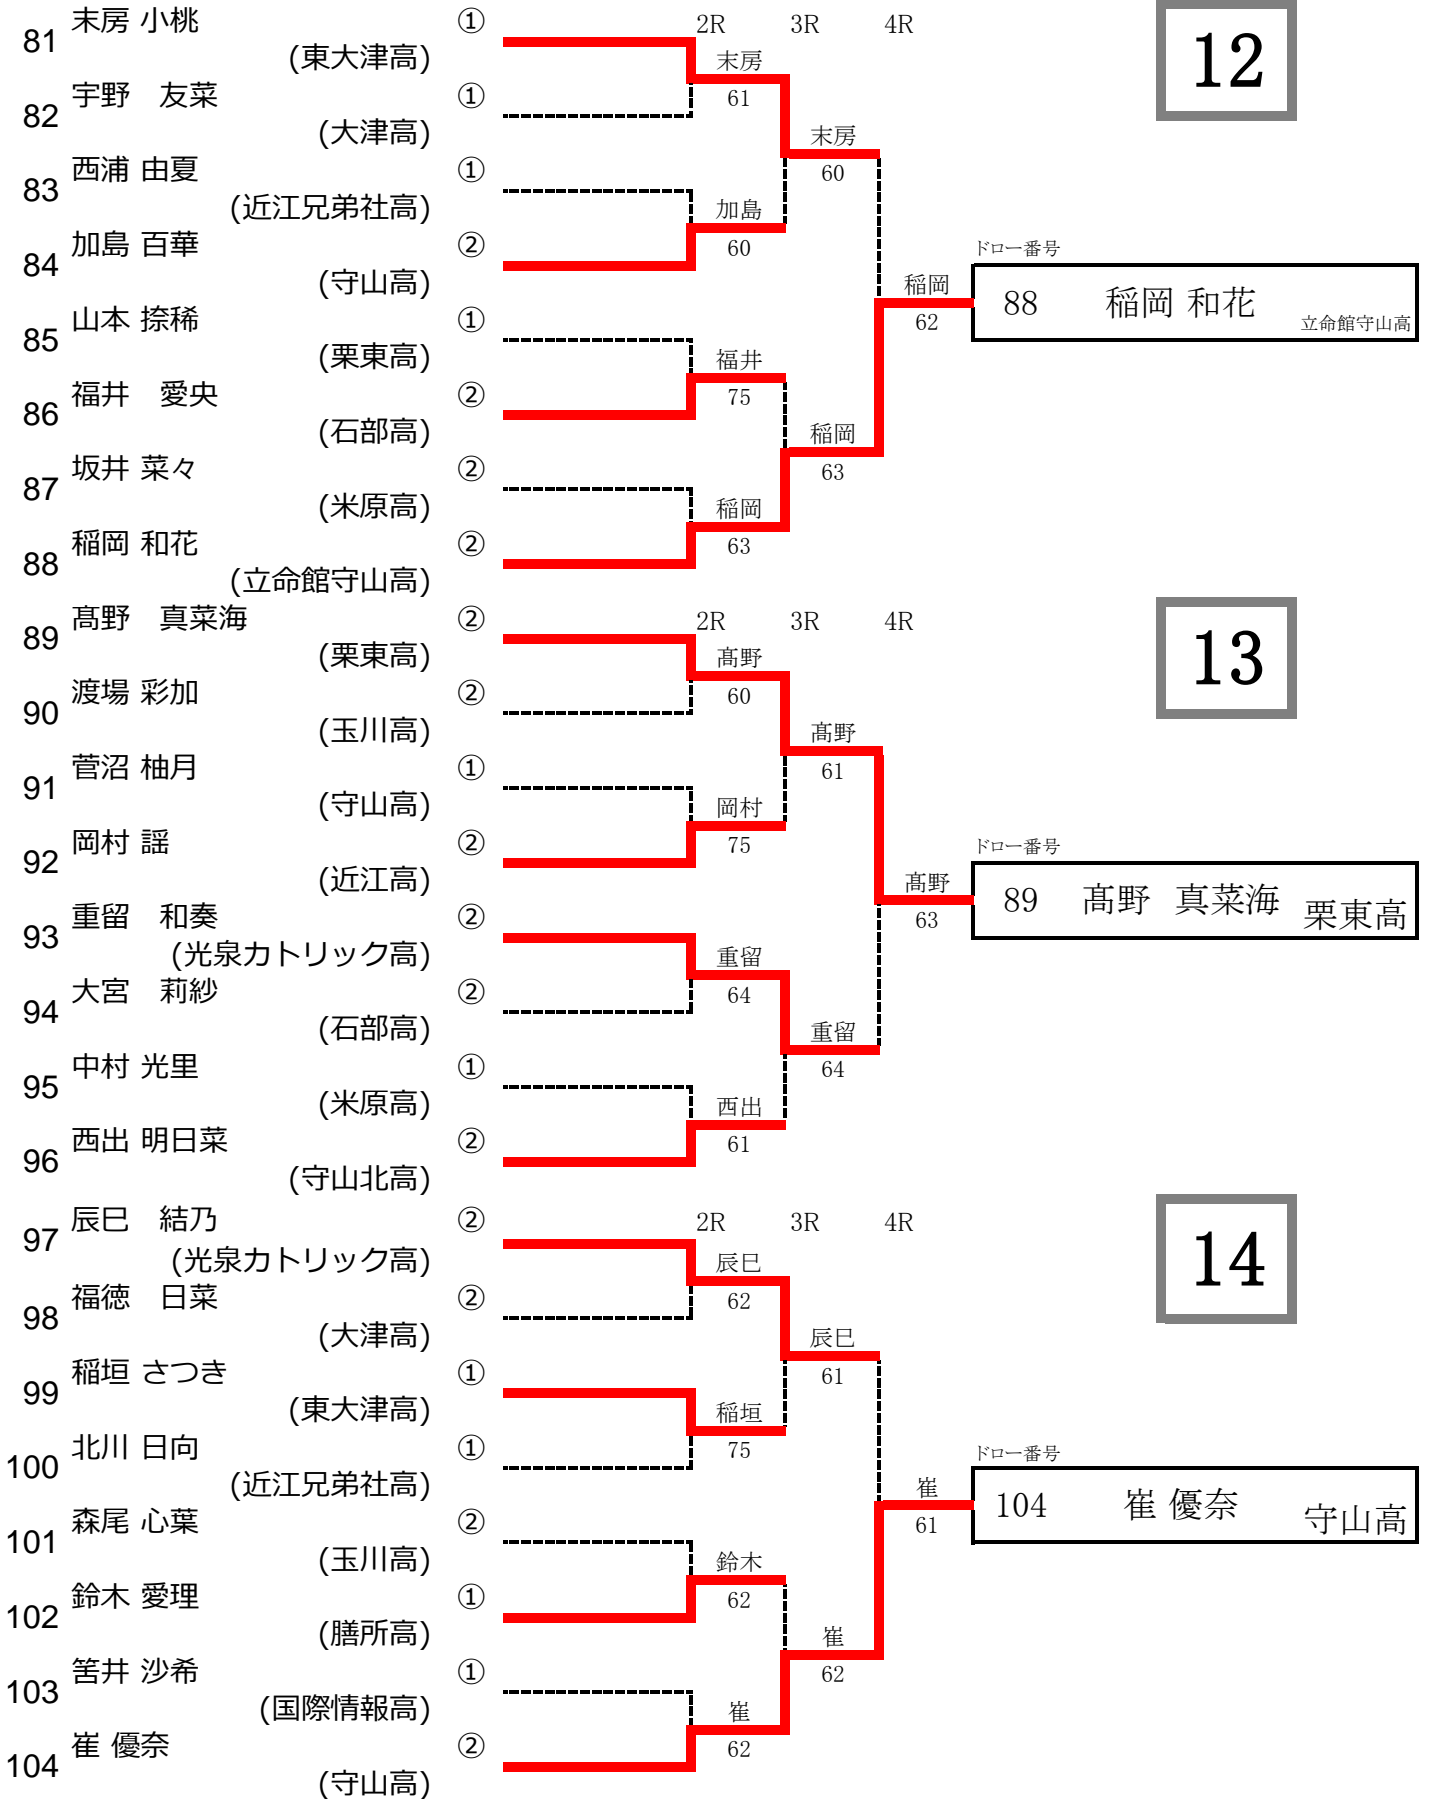 81 末房 小桃 ① 2R 3R 4R 12
(東大津高) 末房
61
82 宇野　友菜 ①
(大津高) 末房
60
83 西浦 由夏 ①
(近江兄弟社高) 加島
60
84 加島 百華 ②
(守山高)
ドロー番号
稲岡 88 稲岡 和花 立命館守山高
62
85 山本 捺稀 ①
(栗東高) 福井
75
86 福井　愛央 ②
(石部高) 稲岡
63
87 坂井 菜々 ②
(米原高) 稲岡
63
88 稲岡 和花 ②
(立命館守山高)
89 髙野　真菜海 ② 2R 3R 4R 13
(栗東高) 髙野
60
90 渡場 彩加 ②
(玉川高) 髙野
61
91 菅沼 柚月 ①
(守山高) 岡村
75
92 岡村 謡 ②
(近江高)
ドロー番号
髙野 89 髙野　真菜海 栗東高
63
93 重留　和奏 ②
(光泉カトリック高) 重留
64
94 大宮　莉紗 ②
(石部高) 重留
64
95 中村 光里 ①
(米原高) 西出
61
96 西出 明日菜 ②
(守山北高)
97 辰巳　結乃 ② 2R 3R 4R 14
(光泉カトリック高) 辰巳
62
98 福徳　日菜 ②
(大津高) 辰巳
61
99 稲垣 さつき ①
(東大津高) 稲垣
75
100 北川 日向 ①
(近江兄弟社高)
ドロー番号
崔 104 崔 優奈 守山高
61
101 森尾 心葉 ②
(玉川高) 鈴木
62
102 鈴木 愛理 ①
(膳所高) 崔
62
103 筈井 沙希 ①
(国際情報高) 崔
62
104 崔 優奈 ②
(守山高)